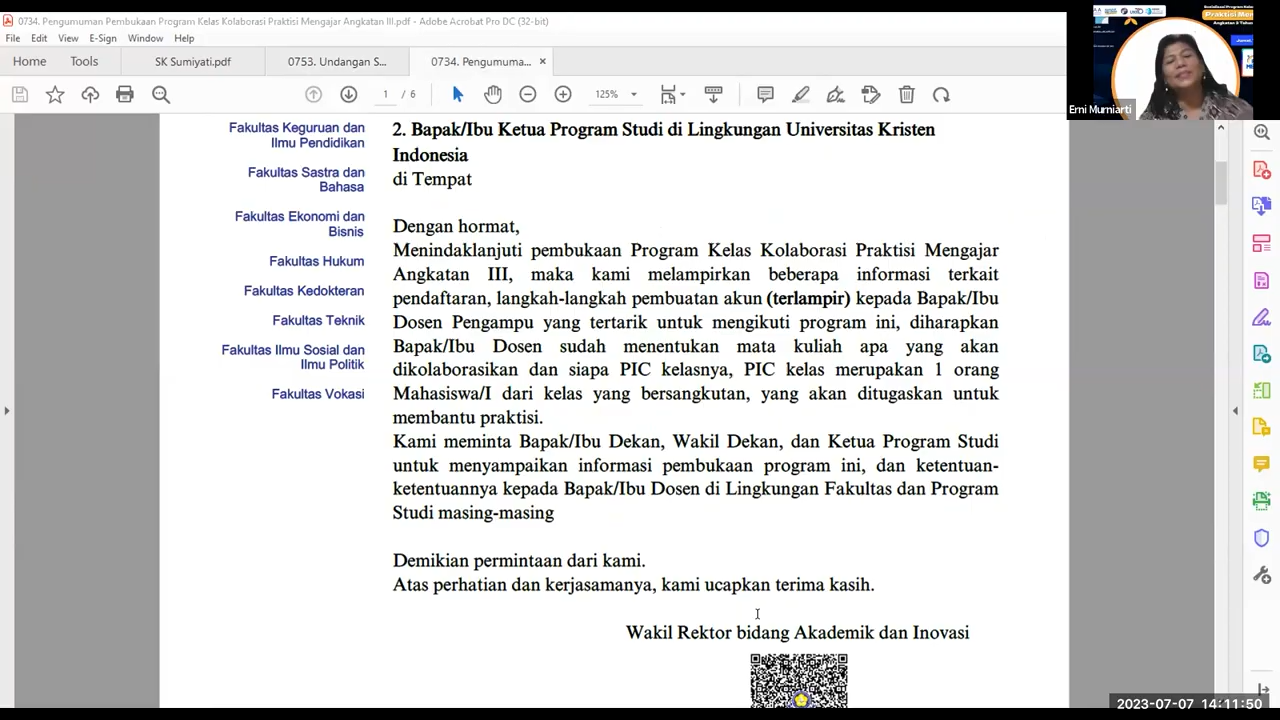 0734. Pengumuman Pembukaan Program Kelas Kolaborasi Praktisi Mengajar Angkatan III.pdf - Adobe Acrobat Pro DC (32-bit)
File Edit View E-Sign Window Help
Home Tools SK Sumiyati.pdf 0753. Undangan S... 0734. Pengumuma...
1 / 6 125%
Praktisi Men
Erni Murniarti
Fakultas Keguruan dan
Ilmu Pendidikan
Fakultas Sastra dan
Bahasa
Fakultas Ekonomi dan
Bisnis
Fakultas Hukum
Fakultas Kedokteran
Fakultas Teknik
Fakultas Ilmu Sosial dan
Ilmu Politik
Fakultas Vokasi
2. Bapak/Ibu Ketua Program Studi di Lingkungan Universitas Kristen
Indonesia
di Tempat
Dengan hormat,
Menindaklanjuti pembukaan Program Kelas Kolaborasi Praktisi Mengajar
Angkatan III, maka kami melampirkan beberapa informasi terkait
pendaftaran, langkah-langkah pembuatan akun (terlampir) kepada Bapak/Ibu
Dosen Pengampu yang tertarik untuk mengikuti program ini, diharapkan
Bapak/Ibu Dosen sudah menentukan mata kuliah apa yang akan
dikolaborasikan dan siapa PIC kelasnya, PIC kelas merupakan 1 orang
Mahasiswa/I dari kelas yang bersangkutan, yang akan ditugaskan untuk
membantu praktisi.
Kami meminta Bapak/Ibu Dekan, Wakil Dekan, dan Ketua Program Studi
untuk menyampaikan informasi pembukaan program ini, dan ketentuan-
ketentuannya kepada Bapak/Ibu Dosen di Lingkungan Fakultas dan Program
Studi masing-masing
Demikian permintaan dari kami.
Atas perhatian dan kerjasamanya, kami ucapkan terima kasih.
Wakil Rektor bidang Akademik dan Inovasi
2023-07-07 14:11:50